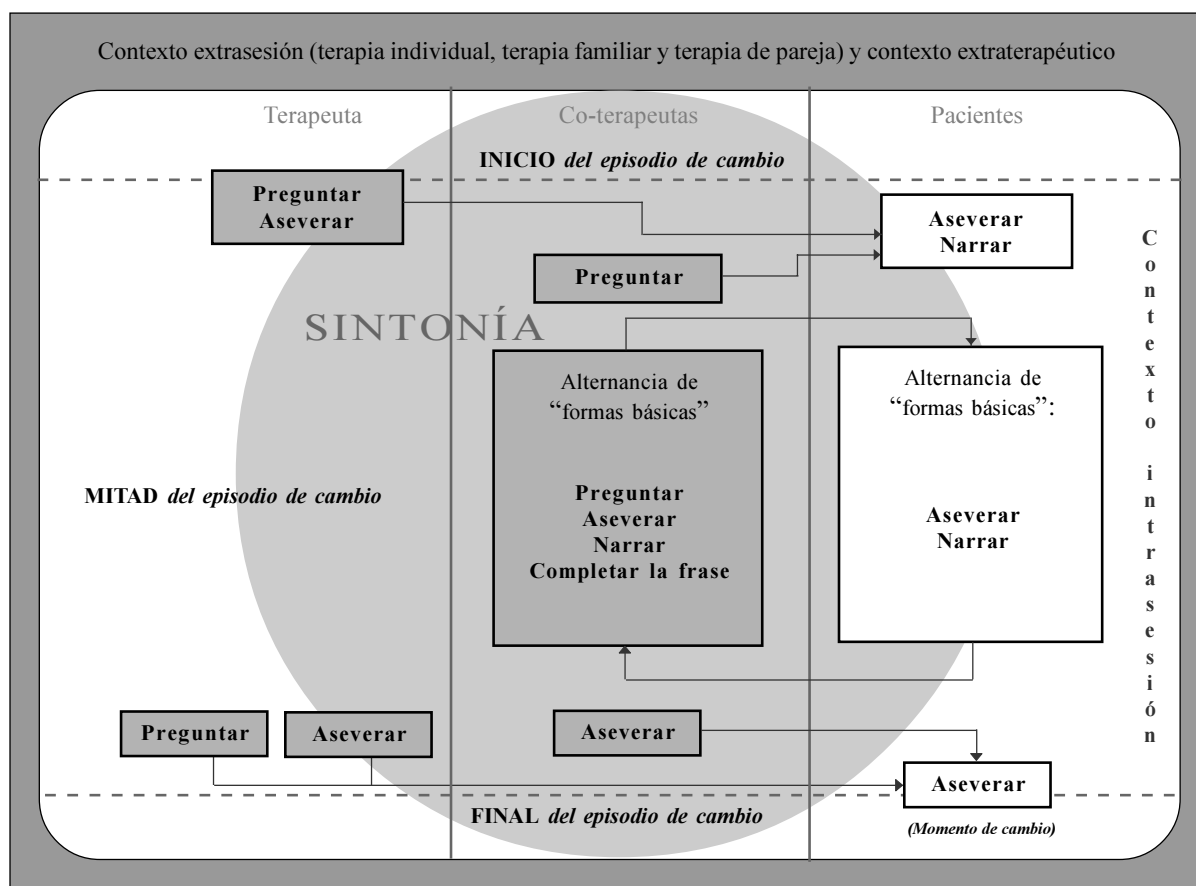 Contexto extrasesión (terapia individual, terapia familiar y terapia de pareja) y contexto extraterapéutico
Terapeuta
Co-terapeutas
Pacientes
INICIO del episodio de cambio
Preguntar
Aseverar
Aseverar
Narrar
Preguntar
SINTONÍA
Alternancia de
“formas básicas”
Preguntar
Aseverar
Narrar
Completar la frase
Alternancia de
“formas básicas”:
Aseverar
Narrar
Contexto intrasesión
MITAD del episodio de cambio
Preguntar
Aseverar
Aseverar
Aseverar
FINAL del episodio de cambio
(Momento de cambio)